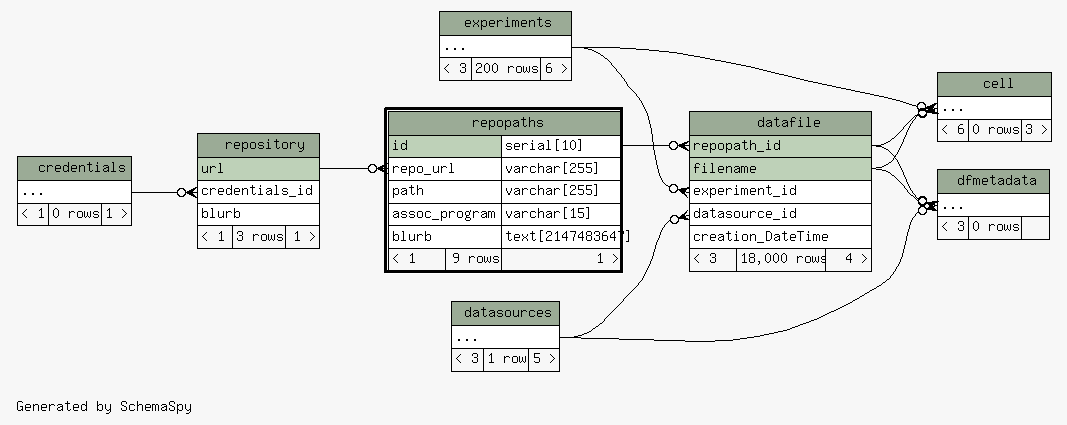 experiments
...
< 3 200 rows 6 >
cell
...
< 6 0 rows 3 >
repopaths
id serial[10]
repo_url varchar[255]
path varchar[255]
assoc_program varchar[15]
blurb text[2147483647]
< 1 9 rows 1 >
datafile
repopath_id
filename
experiment_id
datasource_id
creation_DateTime
< 3 18,000 rows 4 >
repository
url
credentials_id
blurb
< 1 3 rows 1 >
credentials
...
< 1 0 rows 1 >
dfmetadata
...
< 3 0 rows
datasources
...
< 3 1 row 5 >
Generated by SchemaSpy